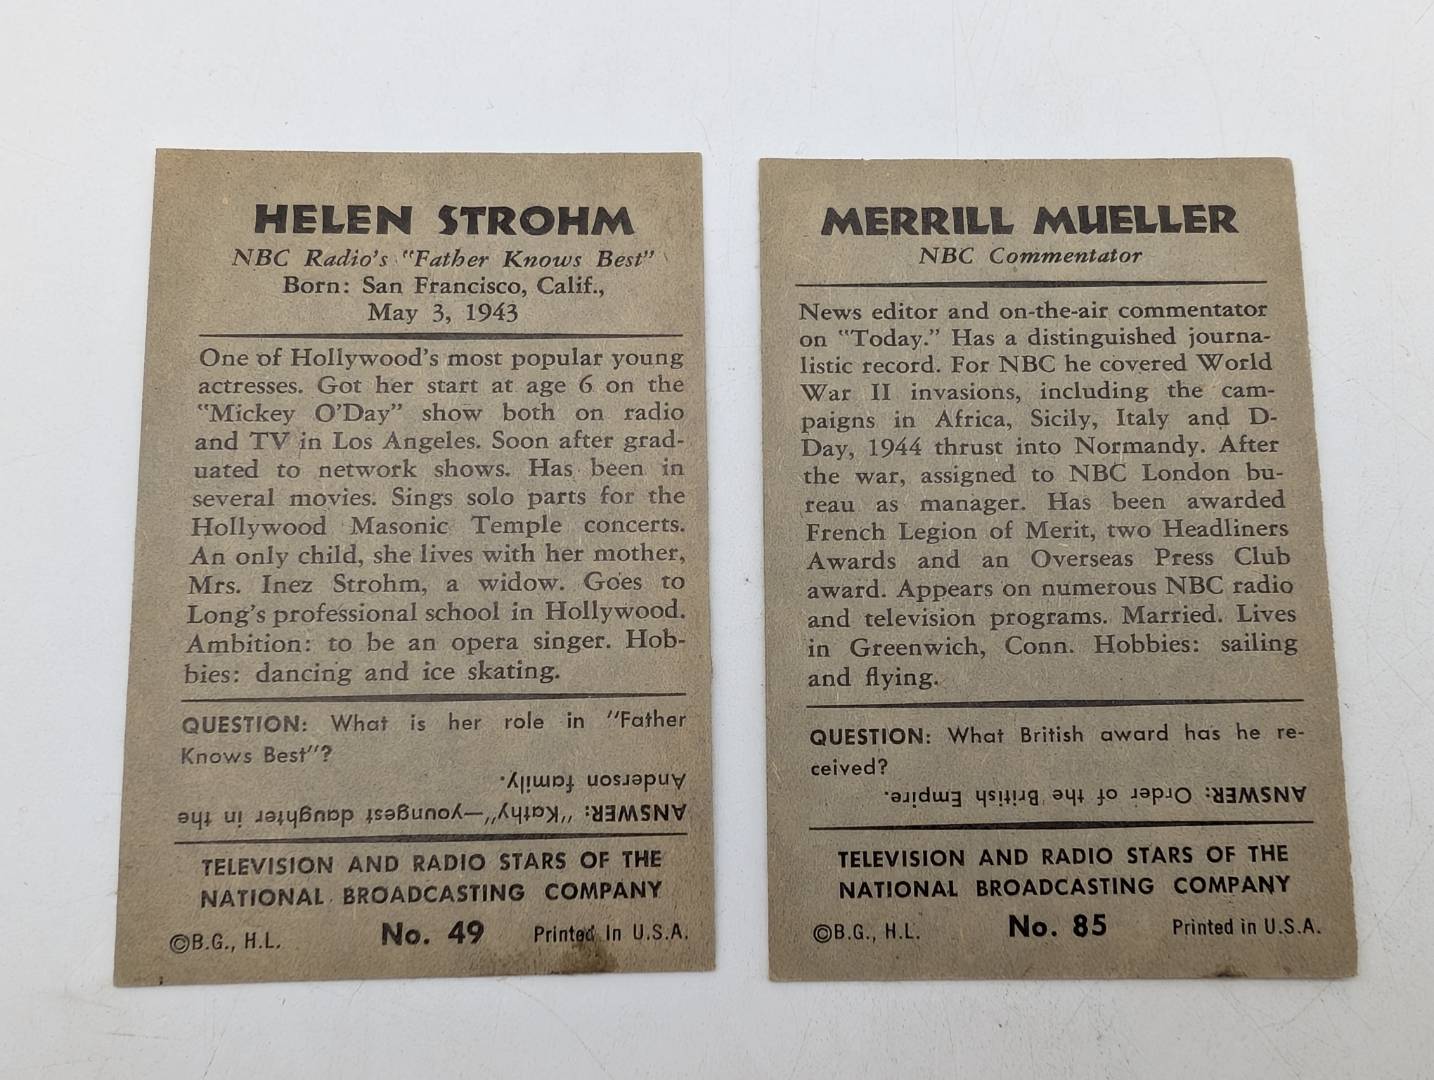 HELEN STROHM
NBC Radio's "Father Knows Best"
Born: San Francisco, Calif.,
May 3, 1943
One of Hollywood's most popular young
actresses. Got her start at age 6 on the
"Mickey O'Day" show both on radio
and TV in Los Angeles. Soon after grad-
uated to network shows. Has been in
several movies. Sings solo parts for the
Hollywood Masonic Temple concerts.
An only child, she lives with her mother,
Mrs. Inez Strohm, a widow. Goes to
Long's professional school in Hollywood.
Ambition: to be an opera singer. Hob-
bies: dancing and ice skating.
QUESTION: What is her role in "Father
Knows Best"?
ANSWER: "Kathy"—youngest daughter in the
Anderson family.
TELEVISION AND RADIO STARS OF THE
NATIONAL BROADCASTING COMPANY
©B.G., H.L. No. 49 Printed In U.S.A.
MERRILL MUELLER
NBC Commentator
News editor and on-the-air commentator
on "Today." Has a distinguished journa-
listic record. For NBC he covered World
War II invasions, including the cam-
paigns in Africa, Sicily, Italy and D-
Day, 1944 thrust into Normandy. After
the war, assigned to NBC London bu-
reau as manager. Has been awarded
French Legion of Merit, two Headliners
Awards and an Overseas Press Club
award. Appears on numerous NBC radio
and television programs. Married. Lives
in Greenwich, Conn. Hobbies: sailing
and flying.
QUESTION: What British award has he re-
ceived?
ANSWER: Order of the British Empire.
TELEVISION AND RADIO STARS OF THE
NATIONAL BROADCASTING COMPANY
©B.G., H.L. No. 85 Printed in U.S.A.